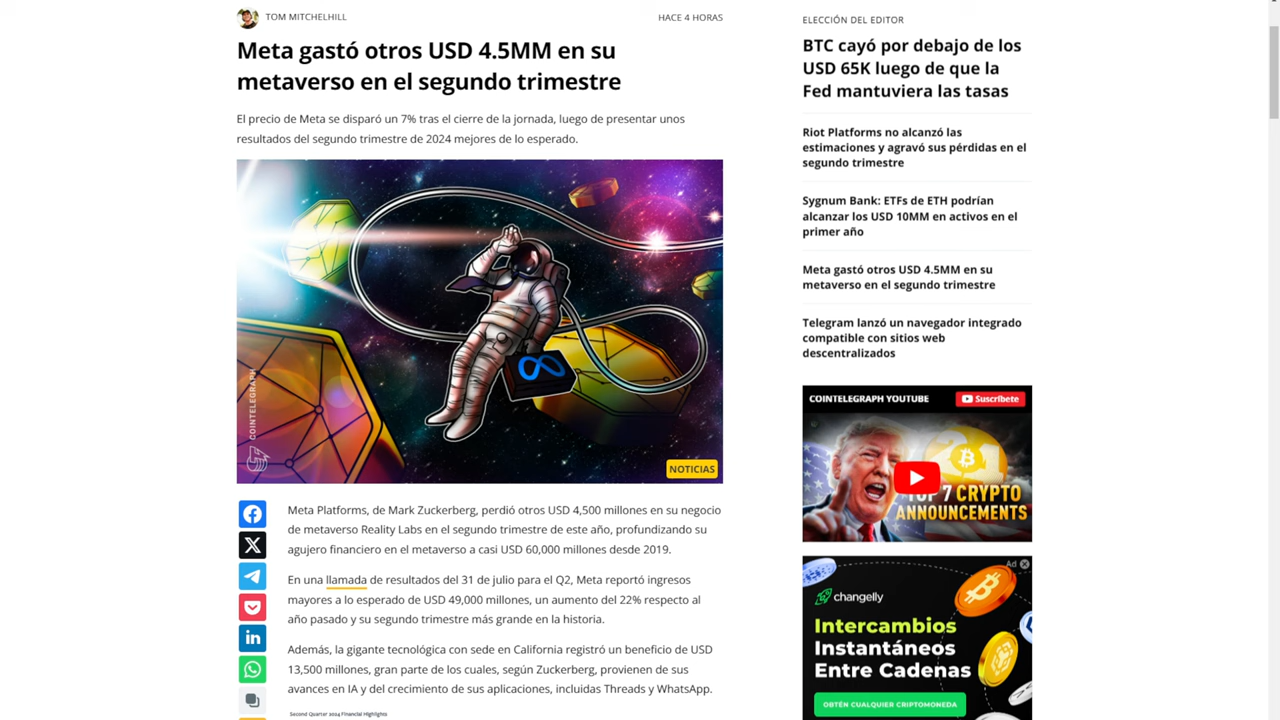 TOM MITCHELHILL
HACE 4 HORAS
Meta gastó otros USD 4.5MM en su
metaverso en el segundo trimestre
El precio de Meta se disparó un 7% tras el cierre de la jornada, luego de presentar unos
resultados del segundo trimestre de 2024 mejores de lo esperado.
COINTELEGRAPH
NOTICIAS
Meta Platforms, de Mark Zuckerberg, perdió otros USD 4,500 millones en su negocio
de metaverso Reality Labs en el segundo trimestre de este año, profundizando su
agujero financiero en el metaverso a casi USD 60,000 millones desde 2019.
En una llamada de resultados del 31 de julio para el Q2, Meta reportó ingresos
mayores a lo esperado de USD 49,000 millones, un aumento del 22% respecto al
año pasado y su segundo trimestre más grande en la historia.
Además, la gigante tecnológica con sede en California registró un beneficio de USD
13,500 millones, gran parte de los cuales, según Zuckerberg, provienen de sus
avances en IA y del crecimiento de sus aplicaciones, incluidas Threads y WhatsApp.
Second Quarter 2024 Financial Highlights
ELECCIÓN DEL EDITOR
BTC cayó por debajo de los
USD 65K luego de que la
Fed mantuviera las tasas
Riot Platforms no alcanzó las
estimaciones y agravó sus pérdidas en el
segundo trimestre
Sygnum Bank: ETFs de ETH podrían
alcanzar los USD 10MM en activos en el
primer año
Meta gastó otros USD 4.5MM en su
metaverso en el segundo trimestre
Telegram lanzó un navegador integrado
compatible con sitios web
descentralizados
COINTELEGRAPH YOUTUBE
Suscríbete
TOP 7 CRYPTO
ANNOUNCEMENTS
Ad
changelly
Intercambios
Instantáneos
Entre Cadenas
OBTÉN CUALQUIER CRIPTOMONEDA